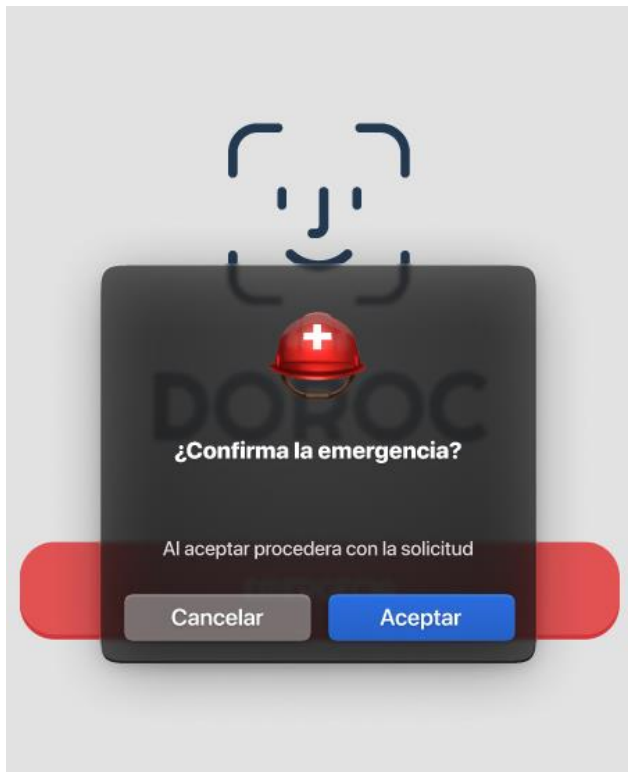 DOROC
¿Confirma la emergencia?
Al aceptar procedera con la solicitud
Cancelar
Aceptar